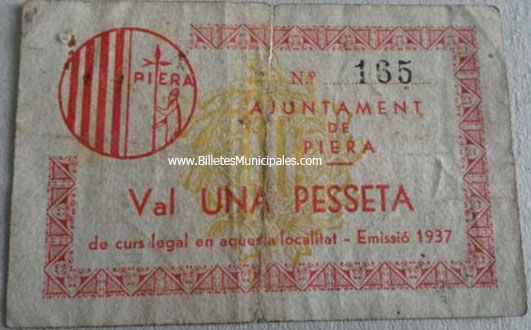 PIERA
Nº 165
AJUNTAMENT
DE
PIERA
www.BilletesMunicipales.com
Val UNA PESSETA
de curs legal en aquesta localitat - Emissió 1937